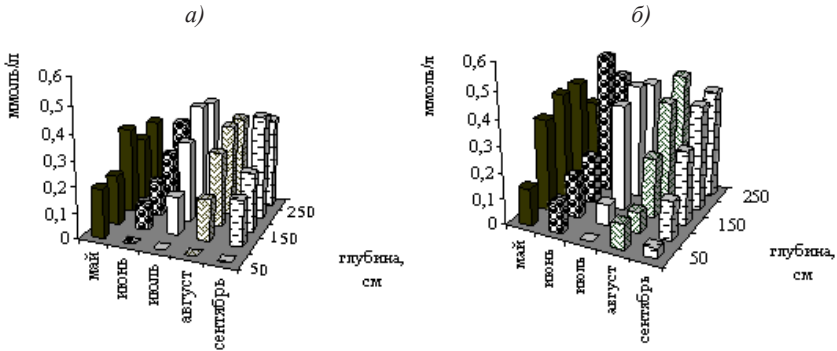 а)
б)
ммоль/л
0,6
0,5
0,4
0,3
0,2
0,1
0
май
июнь
июль
август
сентябрь
50
150
250
глубина,
см
ммоль/л
0,6
0,5
0,4
0,3
0,2
0,1
0
май
июнь
июль
август
сентябрь
50
150
250
глубина,
см